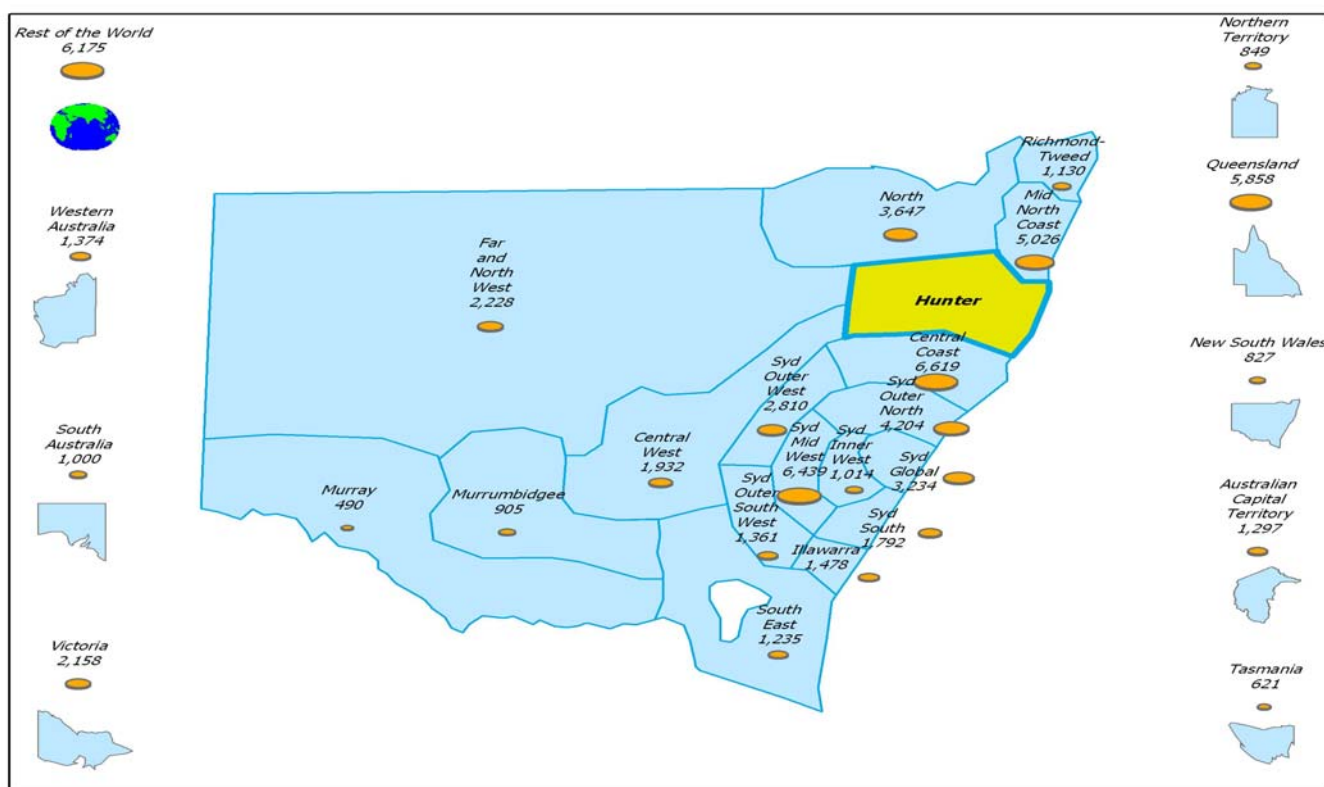 Rest of the World
6,175
Western
Australia
1,374
South
Australia
1,000
Victoria
2,158
Far
and
North
West
2,228
North
3,647
Richmond-
Tweed
1,130
Mid
North
Coast
5,026
Hunter
Central
Coast
6,619
Syd
Outer
West
2,810
Syd
Outer
North
4,204
Syd
Mid
West
6,439
Syd
Inner
West
1,014
Syd
Global
3,234
Central
West
1,932
Syd
Outer
South
West
1,361
Syd
South
1,792
Illawarra
1,478
Murray
490
Murrumbidgee
905
South
East
1,235
Northern
Territory
849
Queensland
5,858
New South Wales
827
Australian
Capital
Territory
1,297
Tasmania
621